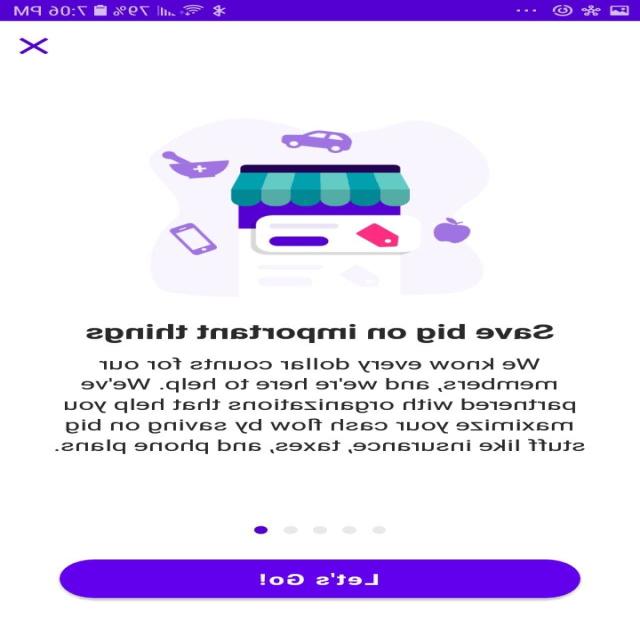 ... 79% 7:06 PM
Save big on important things
We know every dollar counts for our
members, and we're here to help. We've
partnered with organizations that help you
maximize your cash flow by saving on big
stuff like insurance, taxes, and phone plans.
Let's Go!